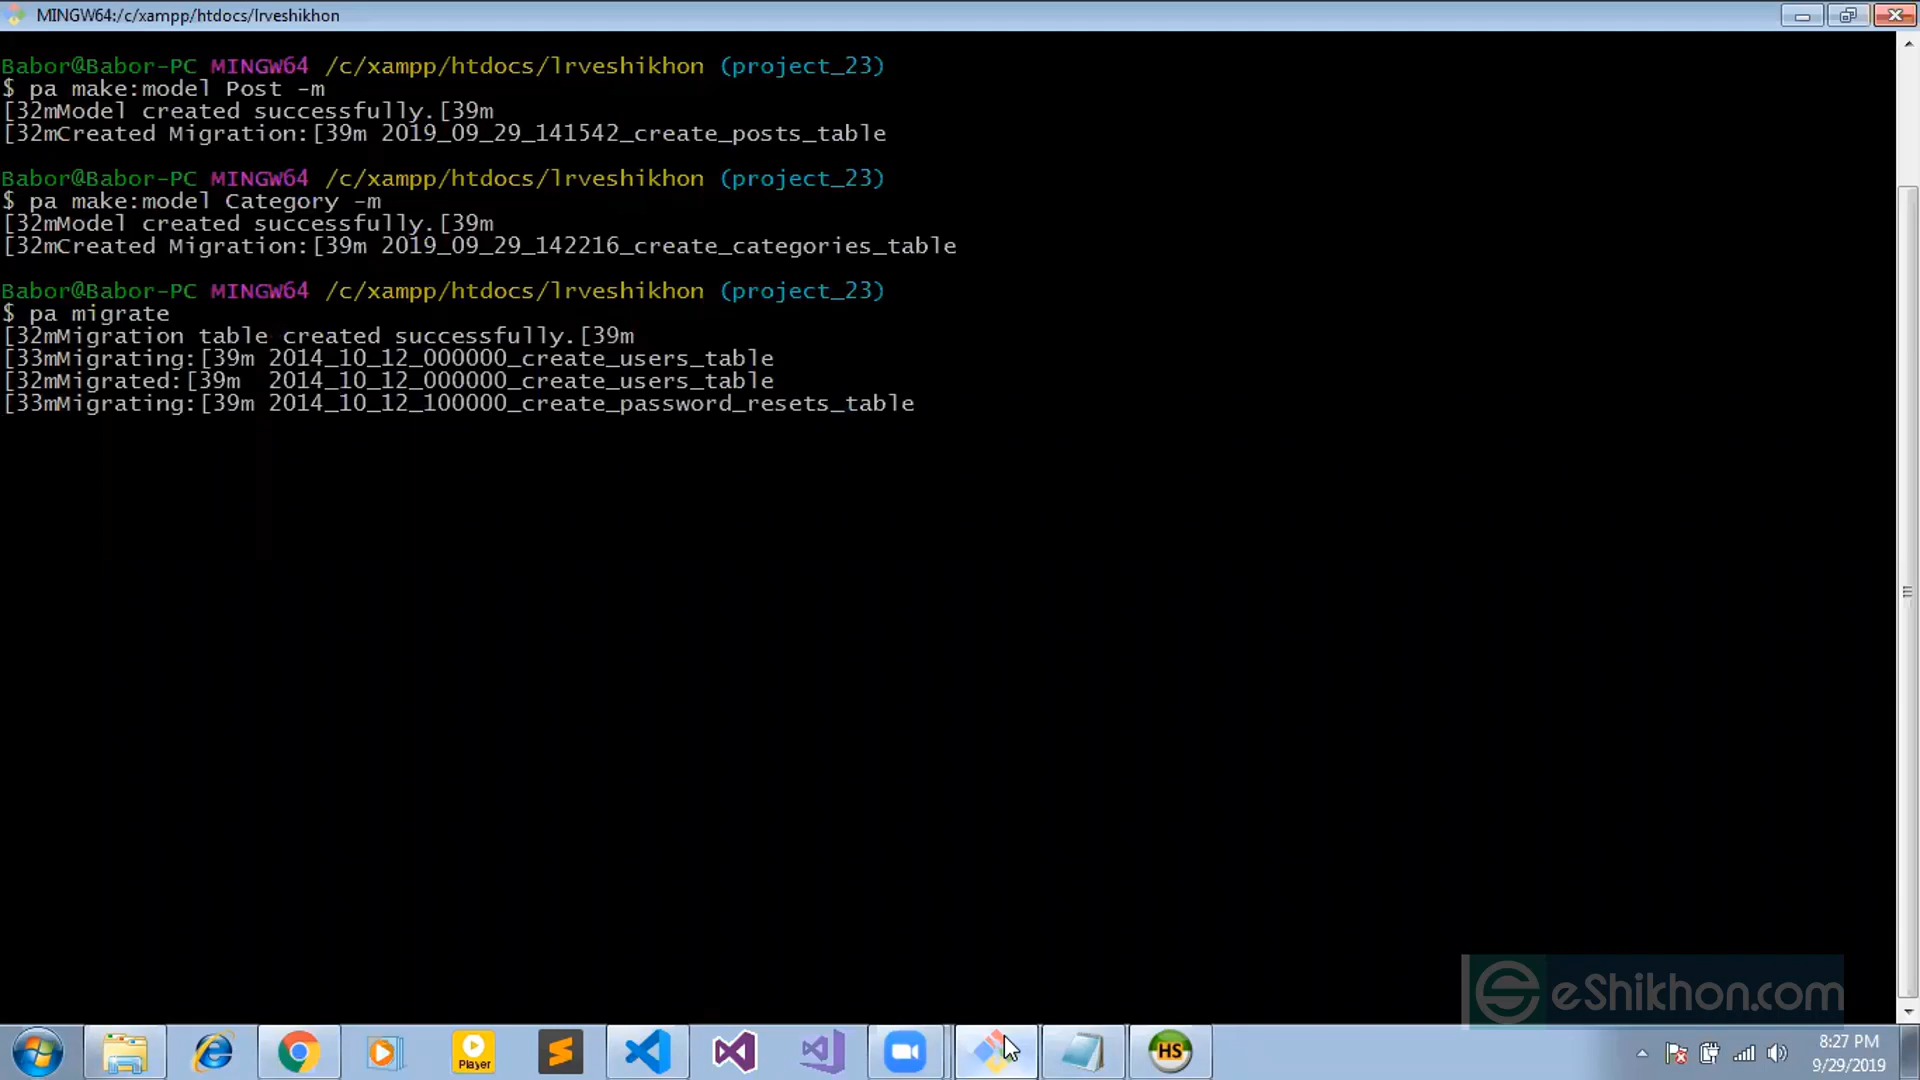 MINGW64:/c/xampp/htdocs/lrveshikhon
Babor@Babor-PC MINGW64 /c/xampp/htdocs/lrveshikhon (project_23)
$ pa make:model Post -m
[32mModel created successfully.[39m
[32mCreated Migration:[39m 2019_09_29_141542_create_posts_table
Babor@Babor-PC MINGW64 /c/xampp/htdocs/lrveshikhon (project_23)
$ pa make:model Category -m
[32mModel created successfully.[39m
[32mCreated Migration:[39m 2019_09_29_142216_create_categories_table
Babor@Babor-PC MINGW64 /c/xampp/htdocs/lrveshikhon (project_23)
$ pa migrate
[32mMigration table created successfully.[39m
[33mMigrating:[39m 2014_10_12_000000_create_users_table
[32mMigrated:[39m  2014_10_12_000000_create_users_table
[33mMigrating:[39m 2014_10_12_100000_create_password_resets_table
eShikhon.com
Player
HS
8:27 PM
9/29/2019